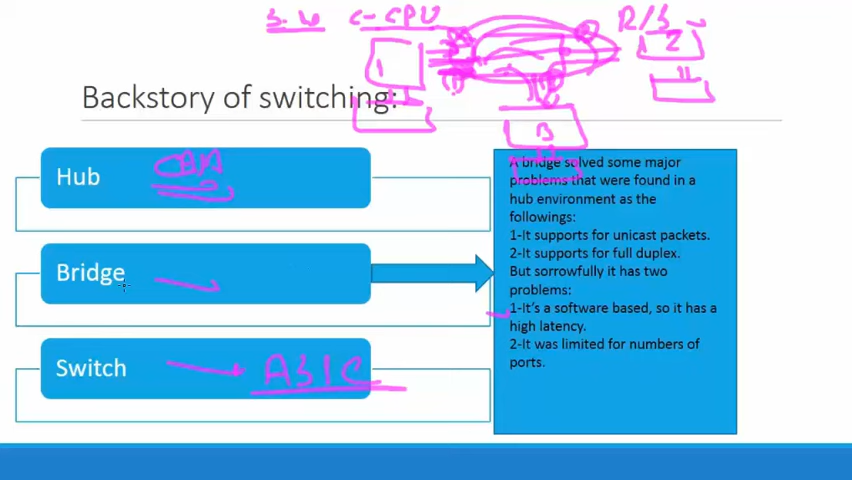 S.W C-CPU R/S
1 2
Backstory of switching:
B
Hub
Bridge
Switch ASIC
A bridge solved some major
problems that were found in a
hub environment as the
followings:
1-It supports for unicast packets.
2-It supports for full duplex.
But sorrowfully it has two
problems:
1-It's a software based, so it has a
high latency.
2-It was limited for numbers of
ports.